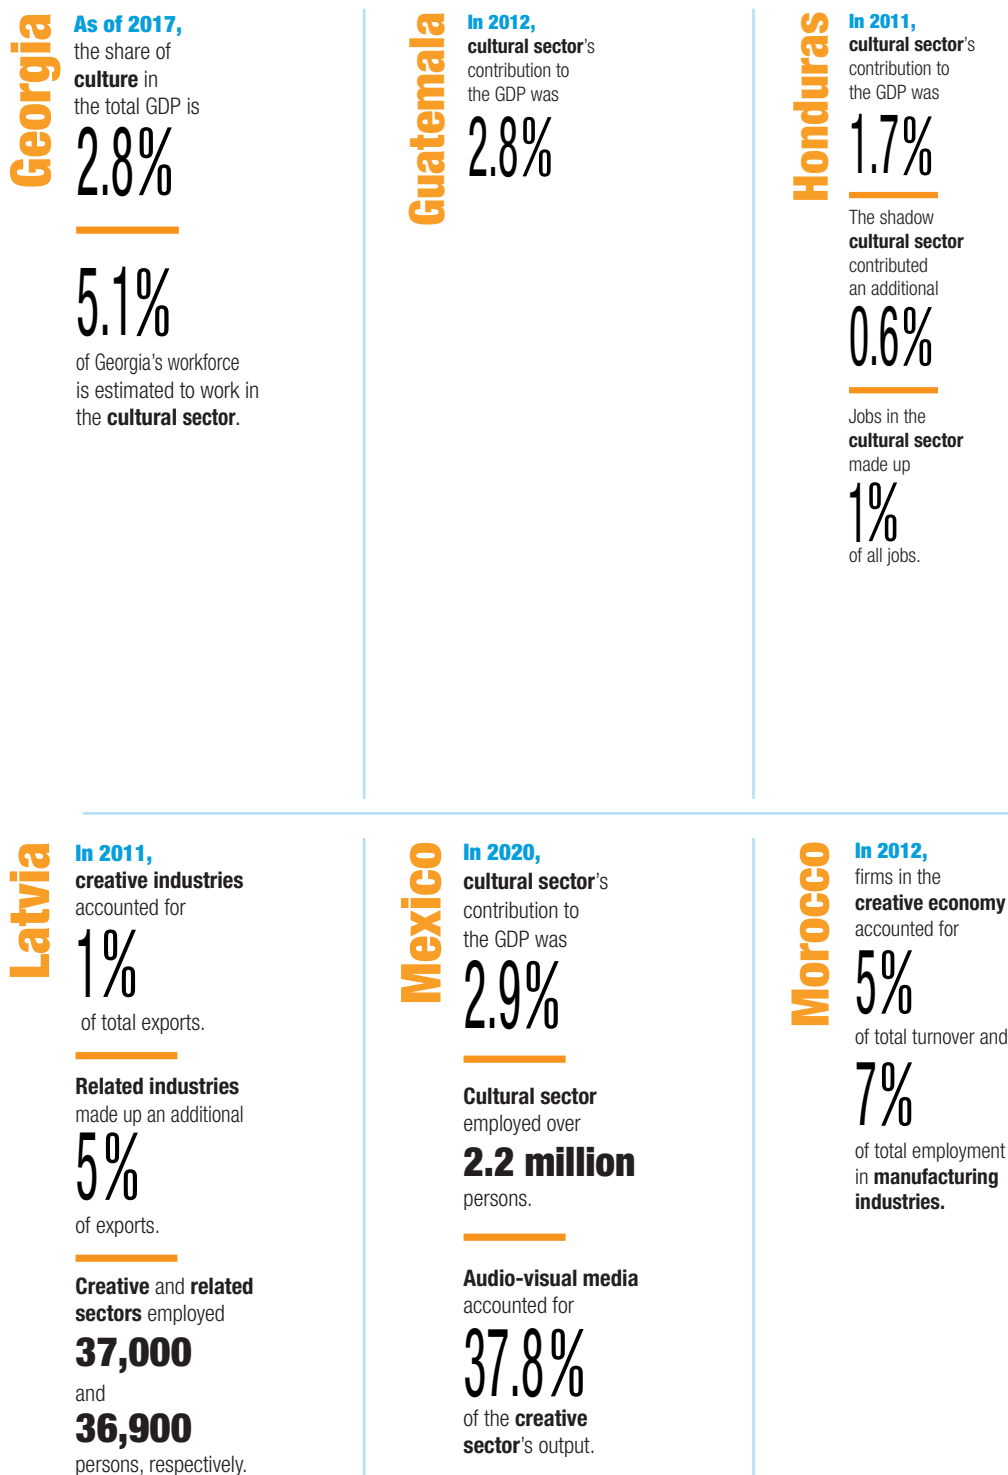 Georgia
As of 2017,
the share of
culture in
the total GDP is
2.8%
5.1%
of Georgia's workforce
is estimated to work in
the cultural sector.
Guatemala
In 2012,
cultural sector's
contribution to
the GDP was
2.8%
Honduras
In 2011,
cultural sector's
contribution to
the GDP was
1.7%
The shadow
cultural sector
contributed
an additional
0.6%
Jobs in the
cultural sector
made up
1%
of all jobs.
Latvia
In 2011,
creative industries
accounted for
1%
of total exports.
Related industries
made up an additional
5%
of exports.
Creative and related
sectors employed
37,000
and
36,900
persons, respectively.
Mexico
In 2020,
cultural sector's
contribution to
the GDP was
2.9%
Cultural sector
employed over
2.2 million
persons.
Audio-visual media
accounted for
37.8%
of the creative
sector's output.
Morocco
In 2012,
firms in the
creative economy
accounted for
5%
of total turnover and
7%
of total employment
in manufacturing
industries.